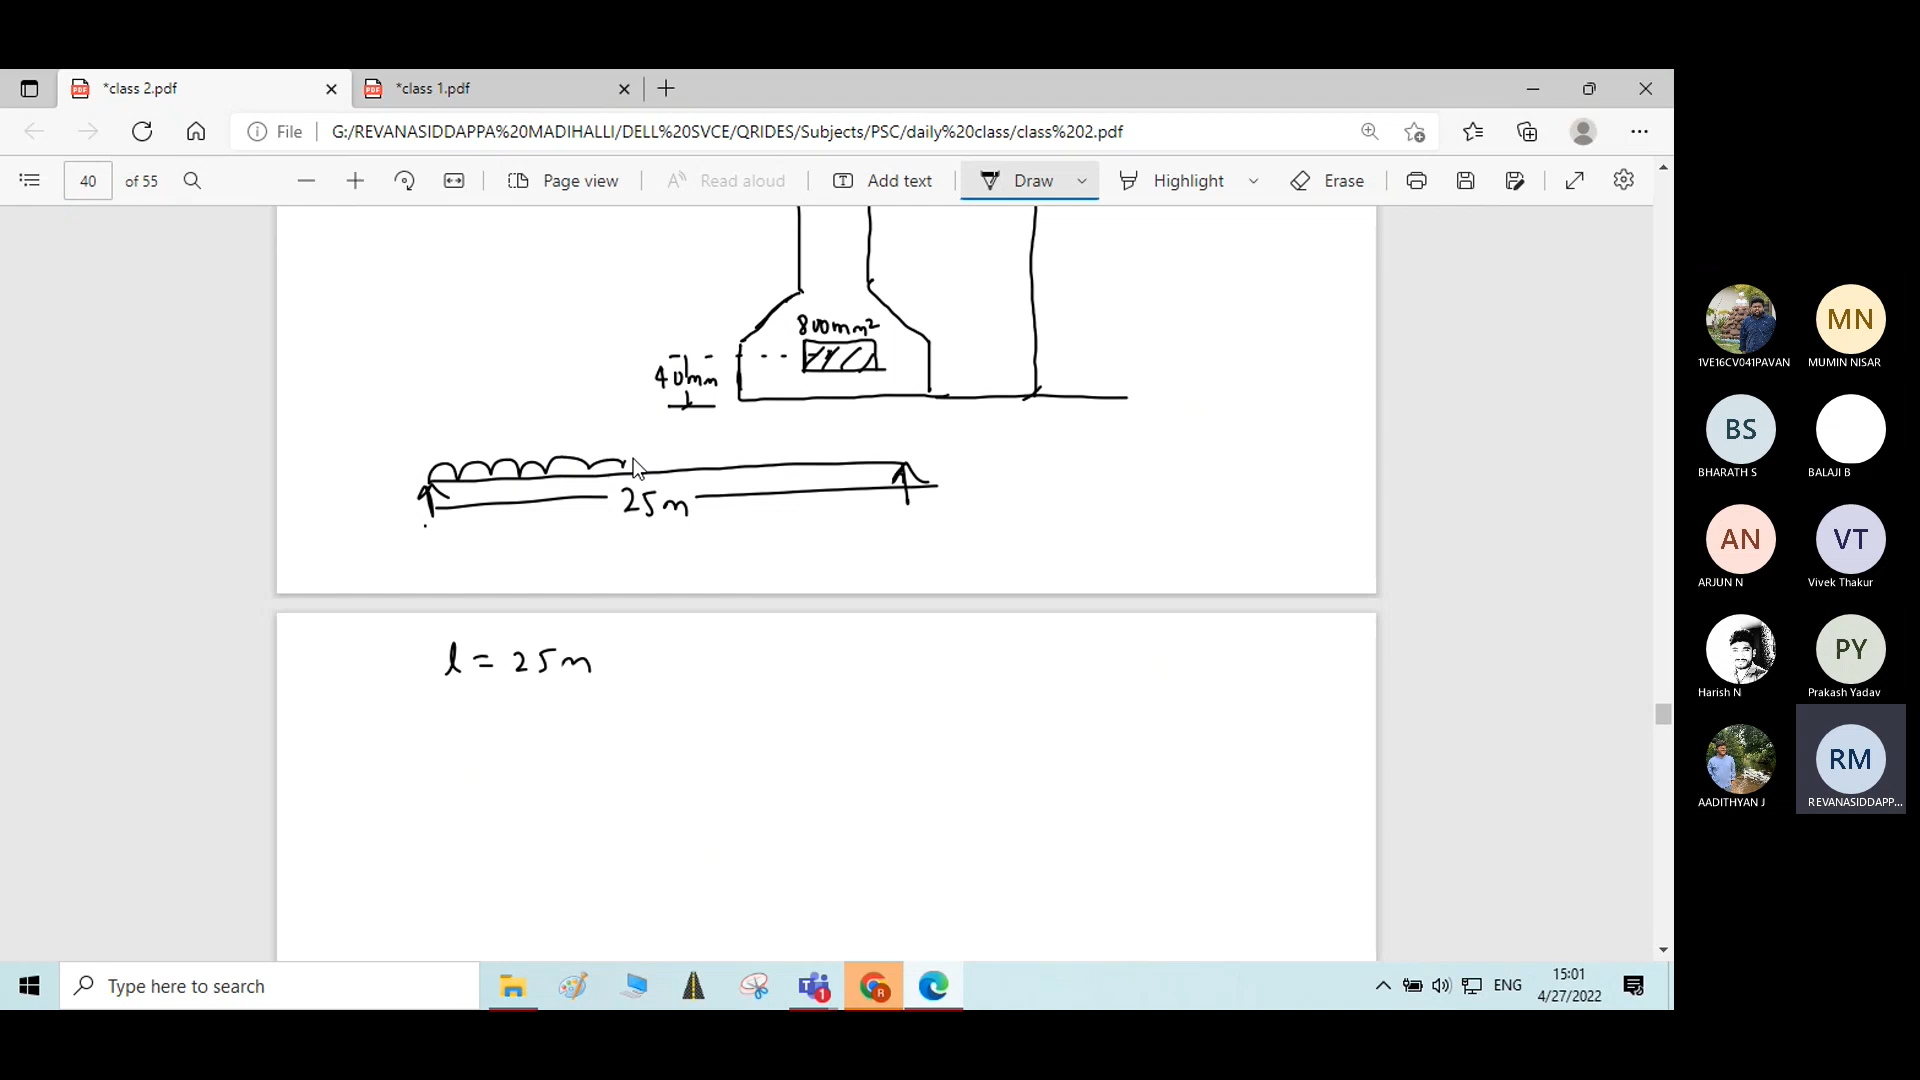 *class 2.pdf
*class 1.pdf
File
G:/REVANASIDDAPPA%20MADIHALLI/DELL%20SVCE/QRIDES/Subjects/PSC/daily%20class/class%202.pdf
40 of 55
Page view
Read aloud
Add text
Draw
Highlight
Erase
800mm²
40mm
25m
l = 25m
1VE16CV041PAVAN
MN
MUMIN NISAR
BS
BHARATH S
BALAJI B
AN
ARJUN N
VT
Vivek Thakur
Harish N
PY
Prakash Yadav
AADITHYAN J
RM
REVANASIDDAPP...
Type here to search
1
R
ENG
15:01
4/27/2022